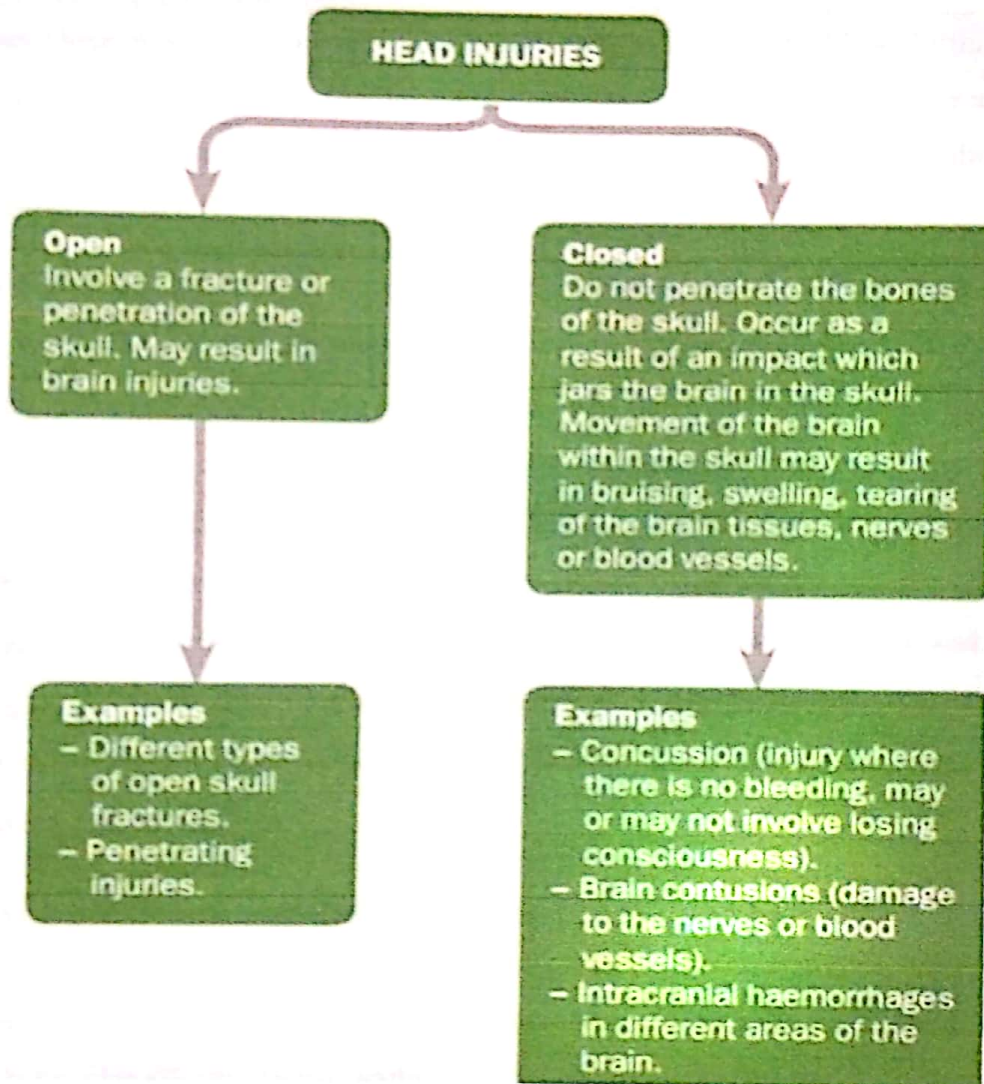 HEAD INJURIES
Open
Involve a fracture or
penetration of the
skull. May result in
brain injuries.
Closed
Do not penetrate the bones
of the skull. Occur as a
result of an impact which
jars the brain in the skull.
Movement of the brain
within the skull may result
in bruising, swelling, tearing
of the brain tissues, nerves
or blood vessels.
Examples
– Different types
of open skull
fractures.
– Penetrating
injuries.
Examples
– Concussion (injury where
there is no bleeding, may
or may not involve losing
consciousness).
– Brain contusions (damage
to the nerves or blood
vessels).
– Intracranial haemorrhages
in different areas of the
brain.